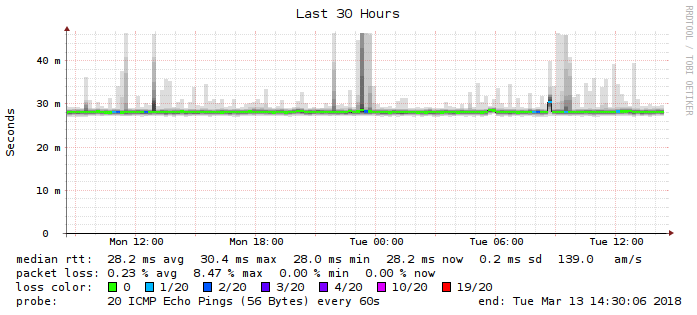 Last 30 Hours
RRDTOOL / TOBI OETIKER
Seconds
40 m
30 m
20 m
10 m
0
Mon 12:00 Mon 18:00 Tue 00:00 Tue 06:00 Tue 12:00
median rtt: 28.2 ms avg 30.4 ms max 28.0 ms min 28.2 ms now 0.2 ms sd 139.0 am/s
packet loss: 0.23 % avg 8.47 % max 0.00 % min 0.00 % now
loss color: 0 1/20 2/20 3/20 4/20 10/20 19/20
probe: 20 ICMP Echo Pings (56 Bytes) every 60s end: Tue Mar 13 14:30:06 2018